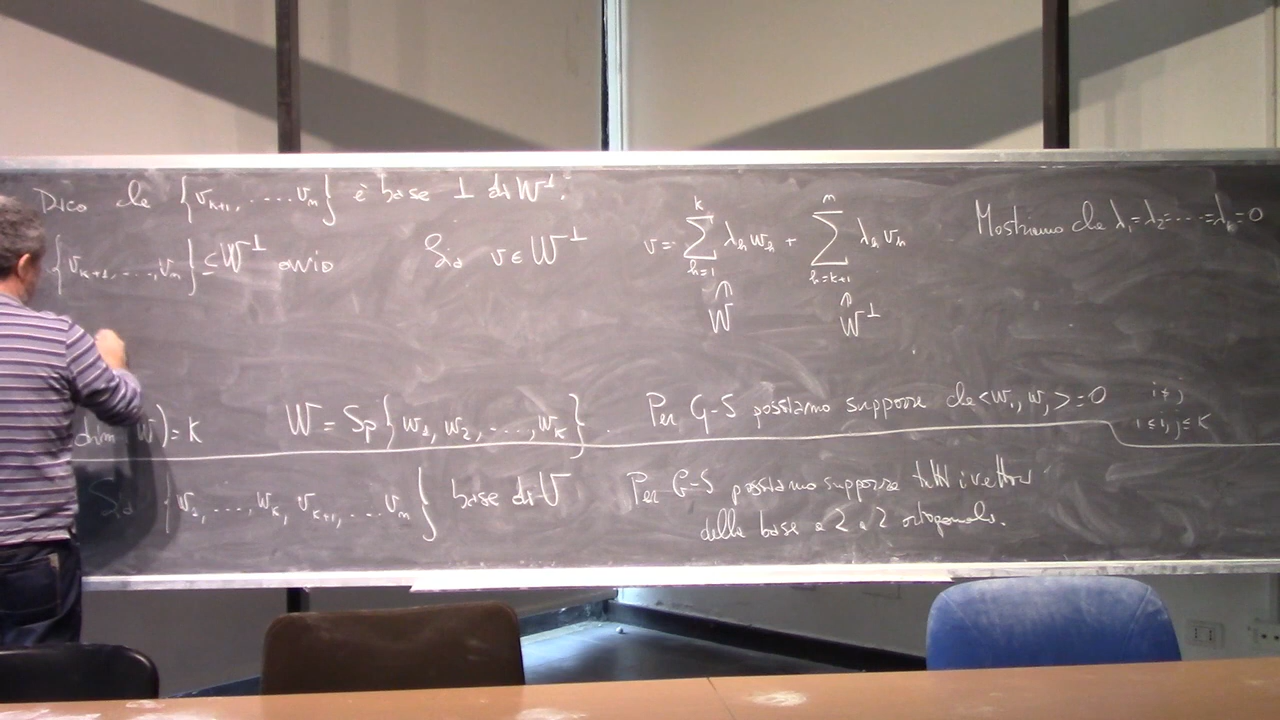 Dico che {v_{k+1}, ..... v_n} è base ⊥ di W^⊥.
{v_{k+1}, ..., v_n} ⊆ W^⊥ ovvio
Sia v ∈ W^⊥
v = ∑_{h=1}^{k} λ_h w_h + ∑_{h=k+1}^{n} λ_h v_h
W W^⊥
Mostriamo che λ_1 = λ_2 = ..... = λ_k = 0
dim(W) = k
W = Sp{w_1, w_2, ..., w_k}.
Per G-S possiamo supporre che <w_i, w_j> = 0 i ≠ j
1 ≤ i, j ≤ k
Sia {w_1, ..., w_k, v_{k+1}, ... v_n} base di V
Per G-S possiamo supporre tutti i vettori
della base a 2 a 2 ortogonali.